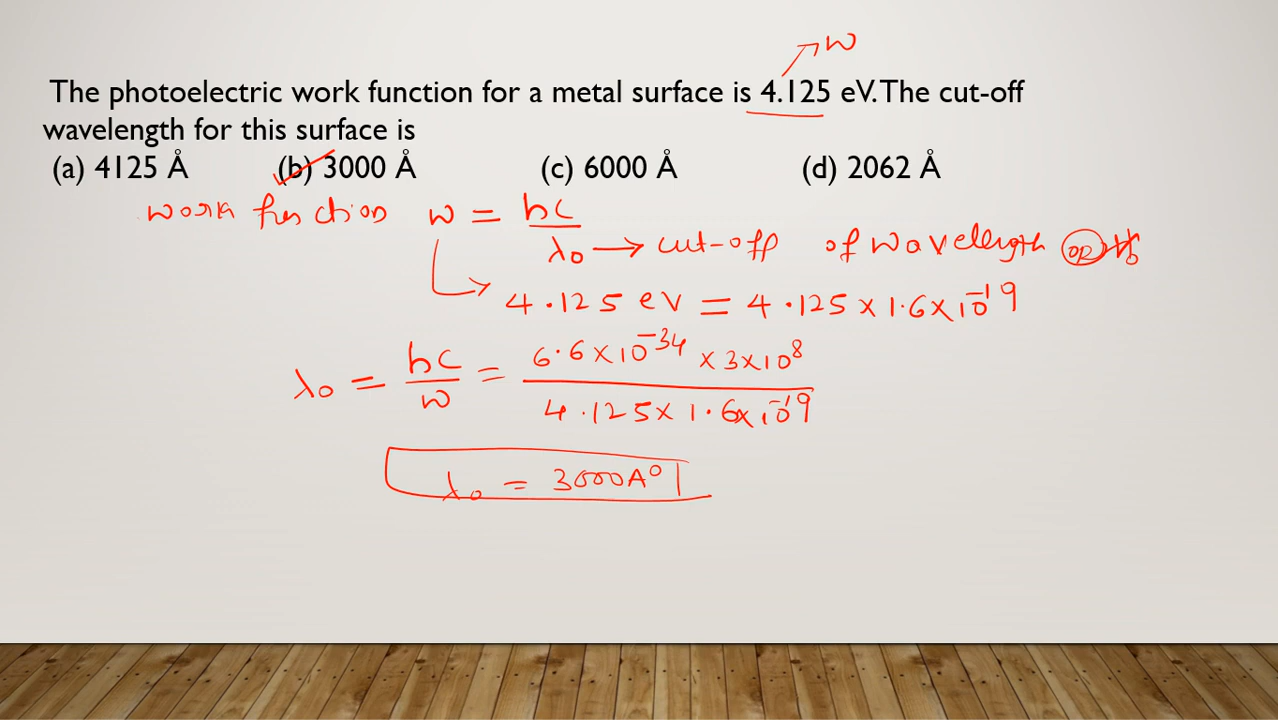 w
The photoelectric work function for a metal surface is 4.125 eV. The cut-off
wavelength for this surface is
(a) 4125 Å (b) 3000 Å (c) 6000 Å (d) 2062 Å
work function w = hc/λ₀ → cut-off of wavelength
4.125 eV = 4.125 × 1.6 × 10⁻¹⁹
λ₀ = hc/w = 6.6 × 10⁻³⁴ × 3 × 10⁸ / 4.125 × 1.6 × 10⁻¹⁹
λ₀ = 3000 A⁰